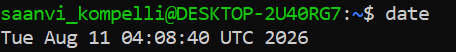 saanvi_kompelli@DESKTOP-2U40RG7:~$ date
Tue Aug 11 04:08:40 UTC 2026